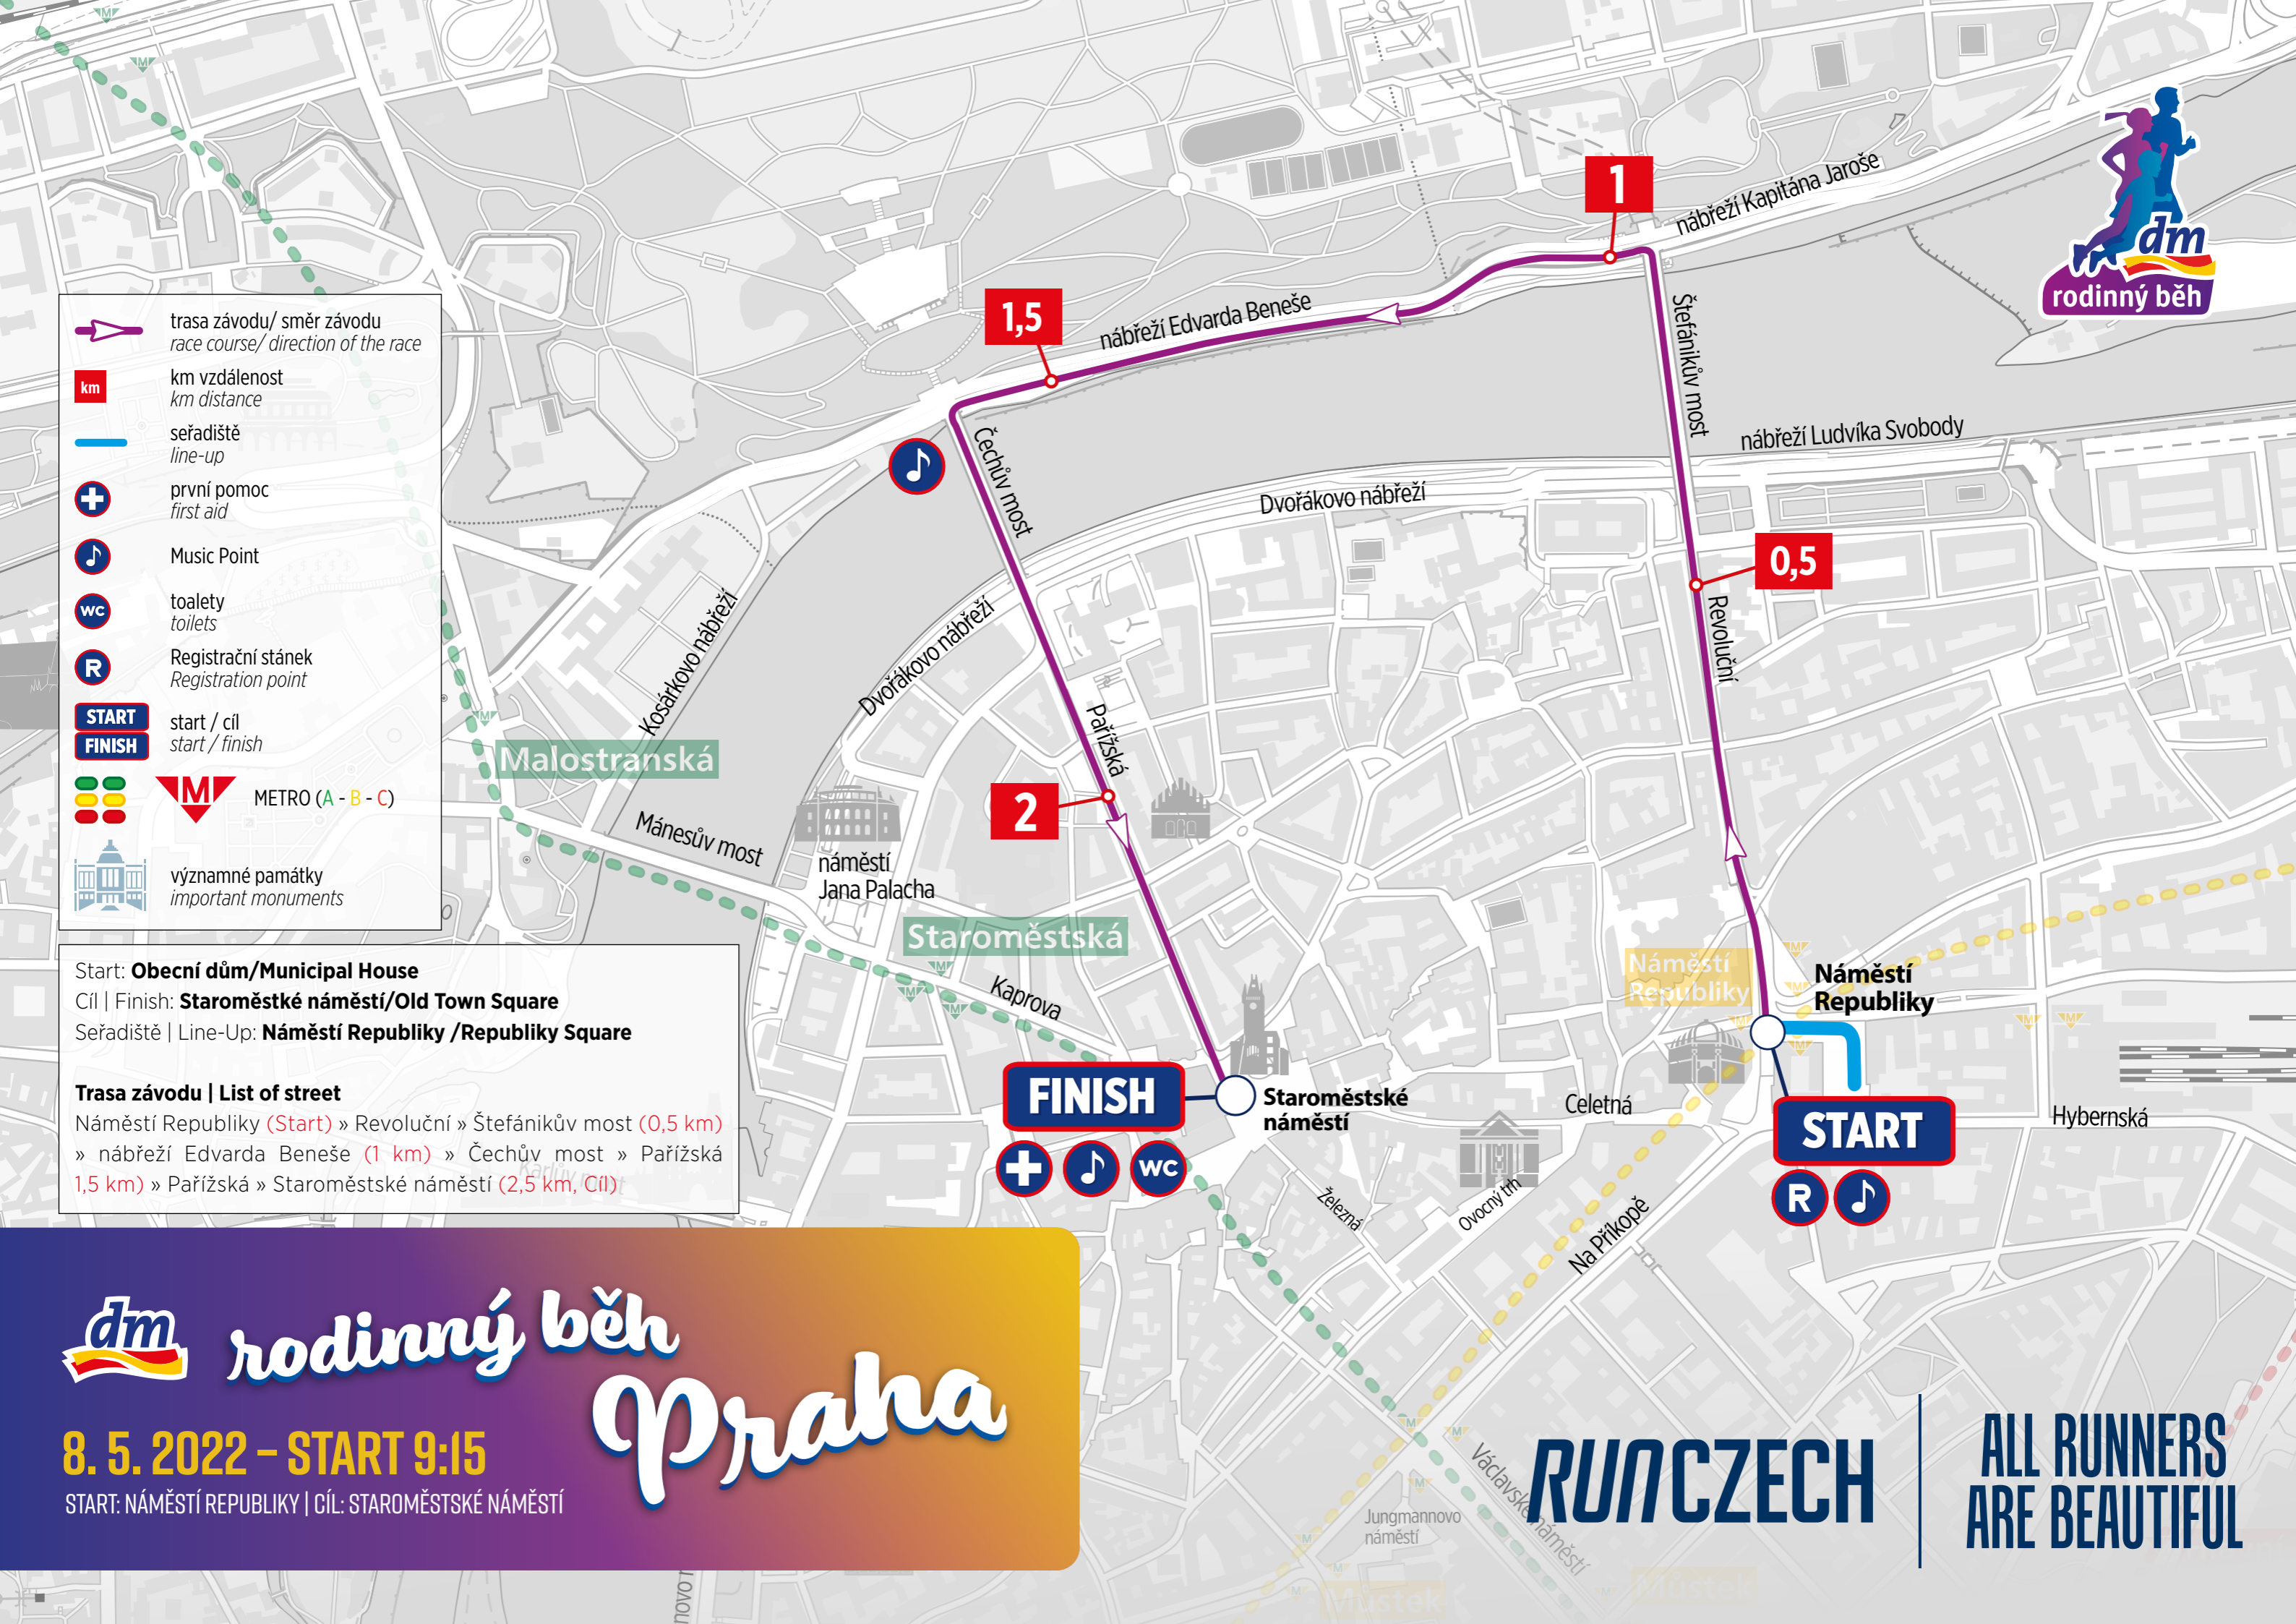 M
M
1
nábřeží Kapitána Jaroše
dm
rodinný běh
1,5
nábřeží Edvarda Beneše
Štefánikův most
nábřeží Ludvíka Svobody
Čechův most
Dvořákovo nábřeží
0,5
Revoluční
Dvořákovo nábřeží
Kosárkovo nábřeží
Pařížská
M
Malostranská
2
Mánesův most
náměstí
Jana Palacha
Staroměstská
M
M
M
Kaprova
Náměstí
Republiky
M
M
M
M
M
M
Náměstí
Republiky
FINISH
WC
Staroměstské
náměstí
Celetná
START
R
Hybernská
Železná
Ovocný trh
Na Příkopě
M
M
M
Václavské náměstí
Jungmannovo
náměstí
M
M
M
M
Můstek
Můstek
trasa závodu/ směr závodu
race course/ direction of the race
km
km vzdálenost
km distance
seřadiště
line-up
první pomoc
first aid
Music Point
WC
toalety
toilets
R
Registrační stánek
Registration point
START
FINISH
start / cíl
start / finish
M
METRO (A - B - C)
významné památky
important monuments
Start: Obecní dům/Municipal House
Cíl | Finish: Staroměstké náměstí/Old Town Square
Seřadiště | Line-Up: Náměstí Republiky /Republiky Square
Trasa závodu | List of street
Náměstí Republiky (Start) » Revoluční » Štefánikův most (0,5 km)
» nábřeží Edvarda Beneše (1 km) » Čechův most » Pařížská
1,5 km) » Pařížská » Staroměstské náměstí (2,5 km, Cíl)
Karlův most
dm
rodinný běh
Praha
8. 5. 2022 – START 9:15
START: NÁMĚSTÍ REPUBLIKY | CÍL: STAROMĚSTSKÉ NÁMĚSTÍ
RUNCZECH
ALL RUNNERS
ARE BEAUTIFUL